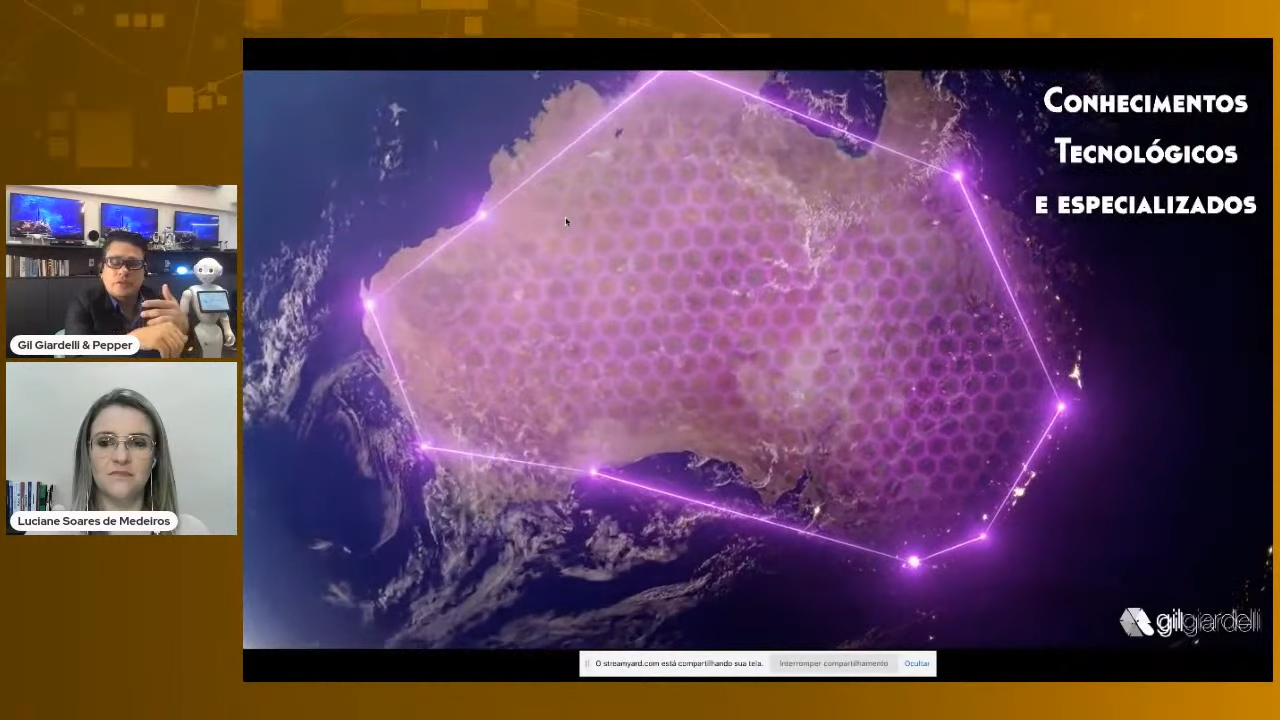 CONHECIMENTOS
TECNOLÓGICOS
E ESPECIALIZADOS
Gil Giardelli & Pepper
Luciane Soares de Medeiros
gilgiardelli
O streamyard.com está compartilhando sua tela.
Interromper compartilhamento
Ocultar